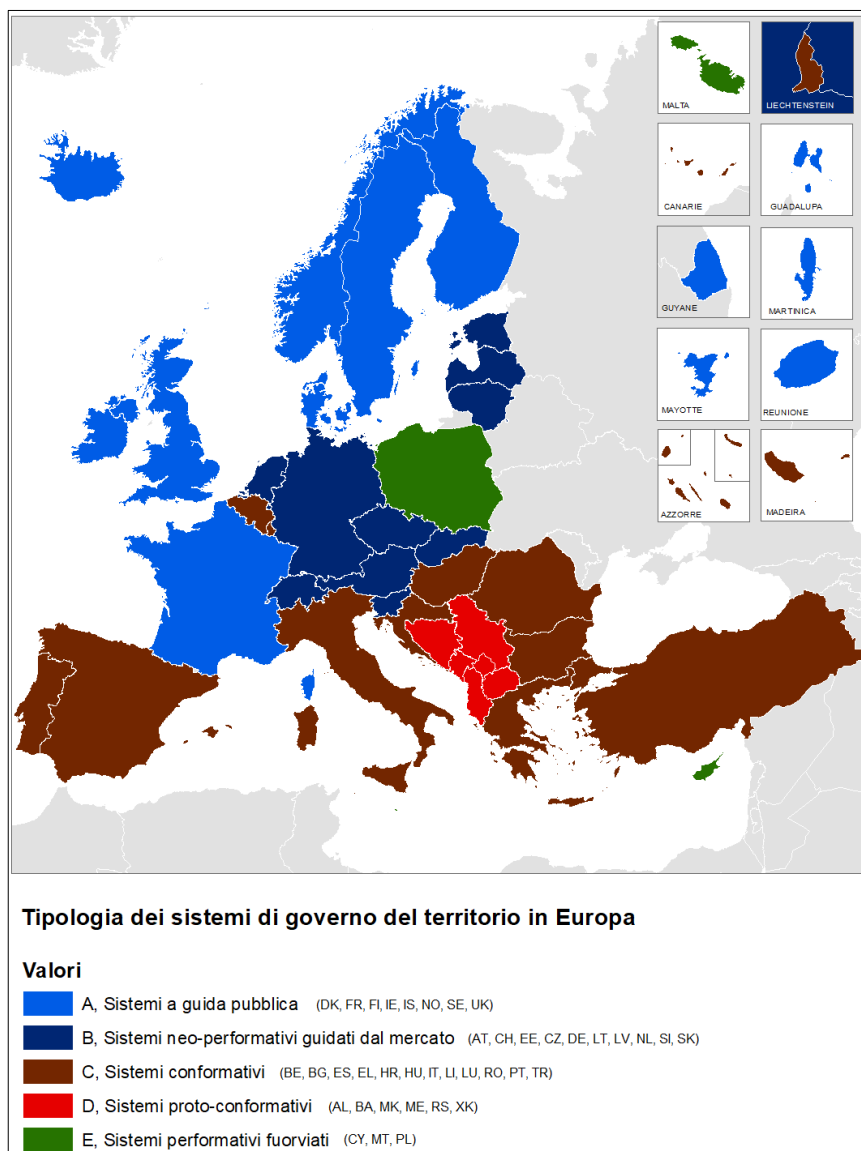 MALTA
LIECHTENSTEIN
CANARIE
GUADALUPA
GUYANE
MARTINICA
MAYOTTE
REUNIONE
AZZORRE
MADEIRA
Tipologia dei sistemi di governo del territorio in Europa
Valori
A, Sistemi a guida pubblica (DK, FR, FI, IE, IS, NO, SE, UK)
B, Sistemi neo-performativi guidati dal mercato (AT, CH, EE, CZ, DE, LT, LV, NL, SI, SK)
C, Sistemi conformativi (BE, BG, ES, EL, HR, HU, IT, LI, LU, RO, PT, TR)
D, Sistemi proto-conformativi (AL, BA, MK, ME, RS, XK)
E, Sistemi performativi fuorviati (CY, MT, PL)